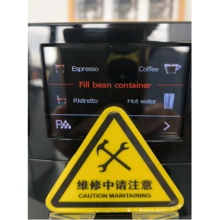 Espresso Coffee
Fill bean container
Ristretto Hot water
维修中请注意
CAUTION MAINTAINING